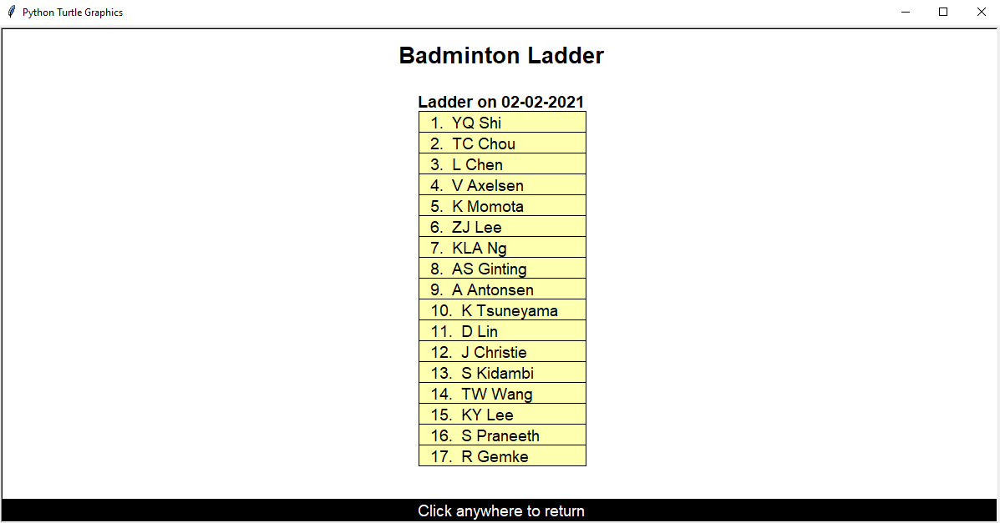 Python Turtle Graphics
Badminton Ladder
Ladder on 02-02-2021
1. YQ Shi
2. TC Chou
3. L Chen
4. V Axelsen
5. K Momota
6. ZJ Lee
7. KLA Ng
8. AS Ginting
9. A Antonsen
10. K Tsuneyama
11. D Lin
12. J Christie
13. S Kidambi
14. TW Wang
15. KY Lee
16. S Praneeth
17. R Gemke
Click anywhere to return